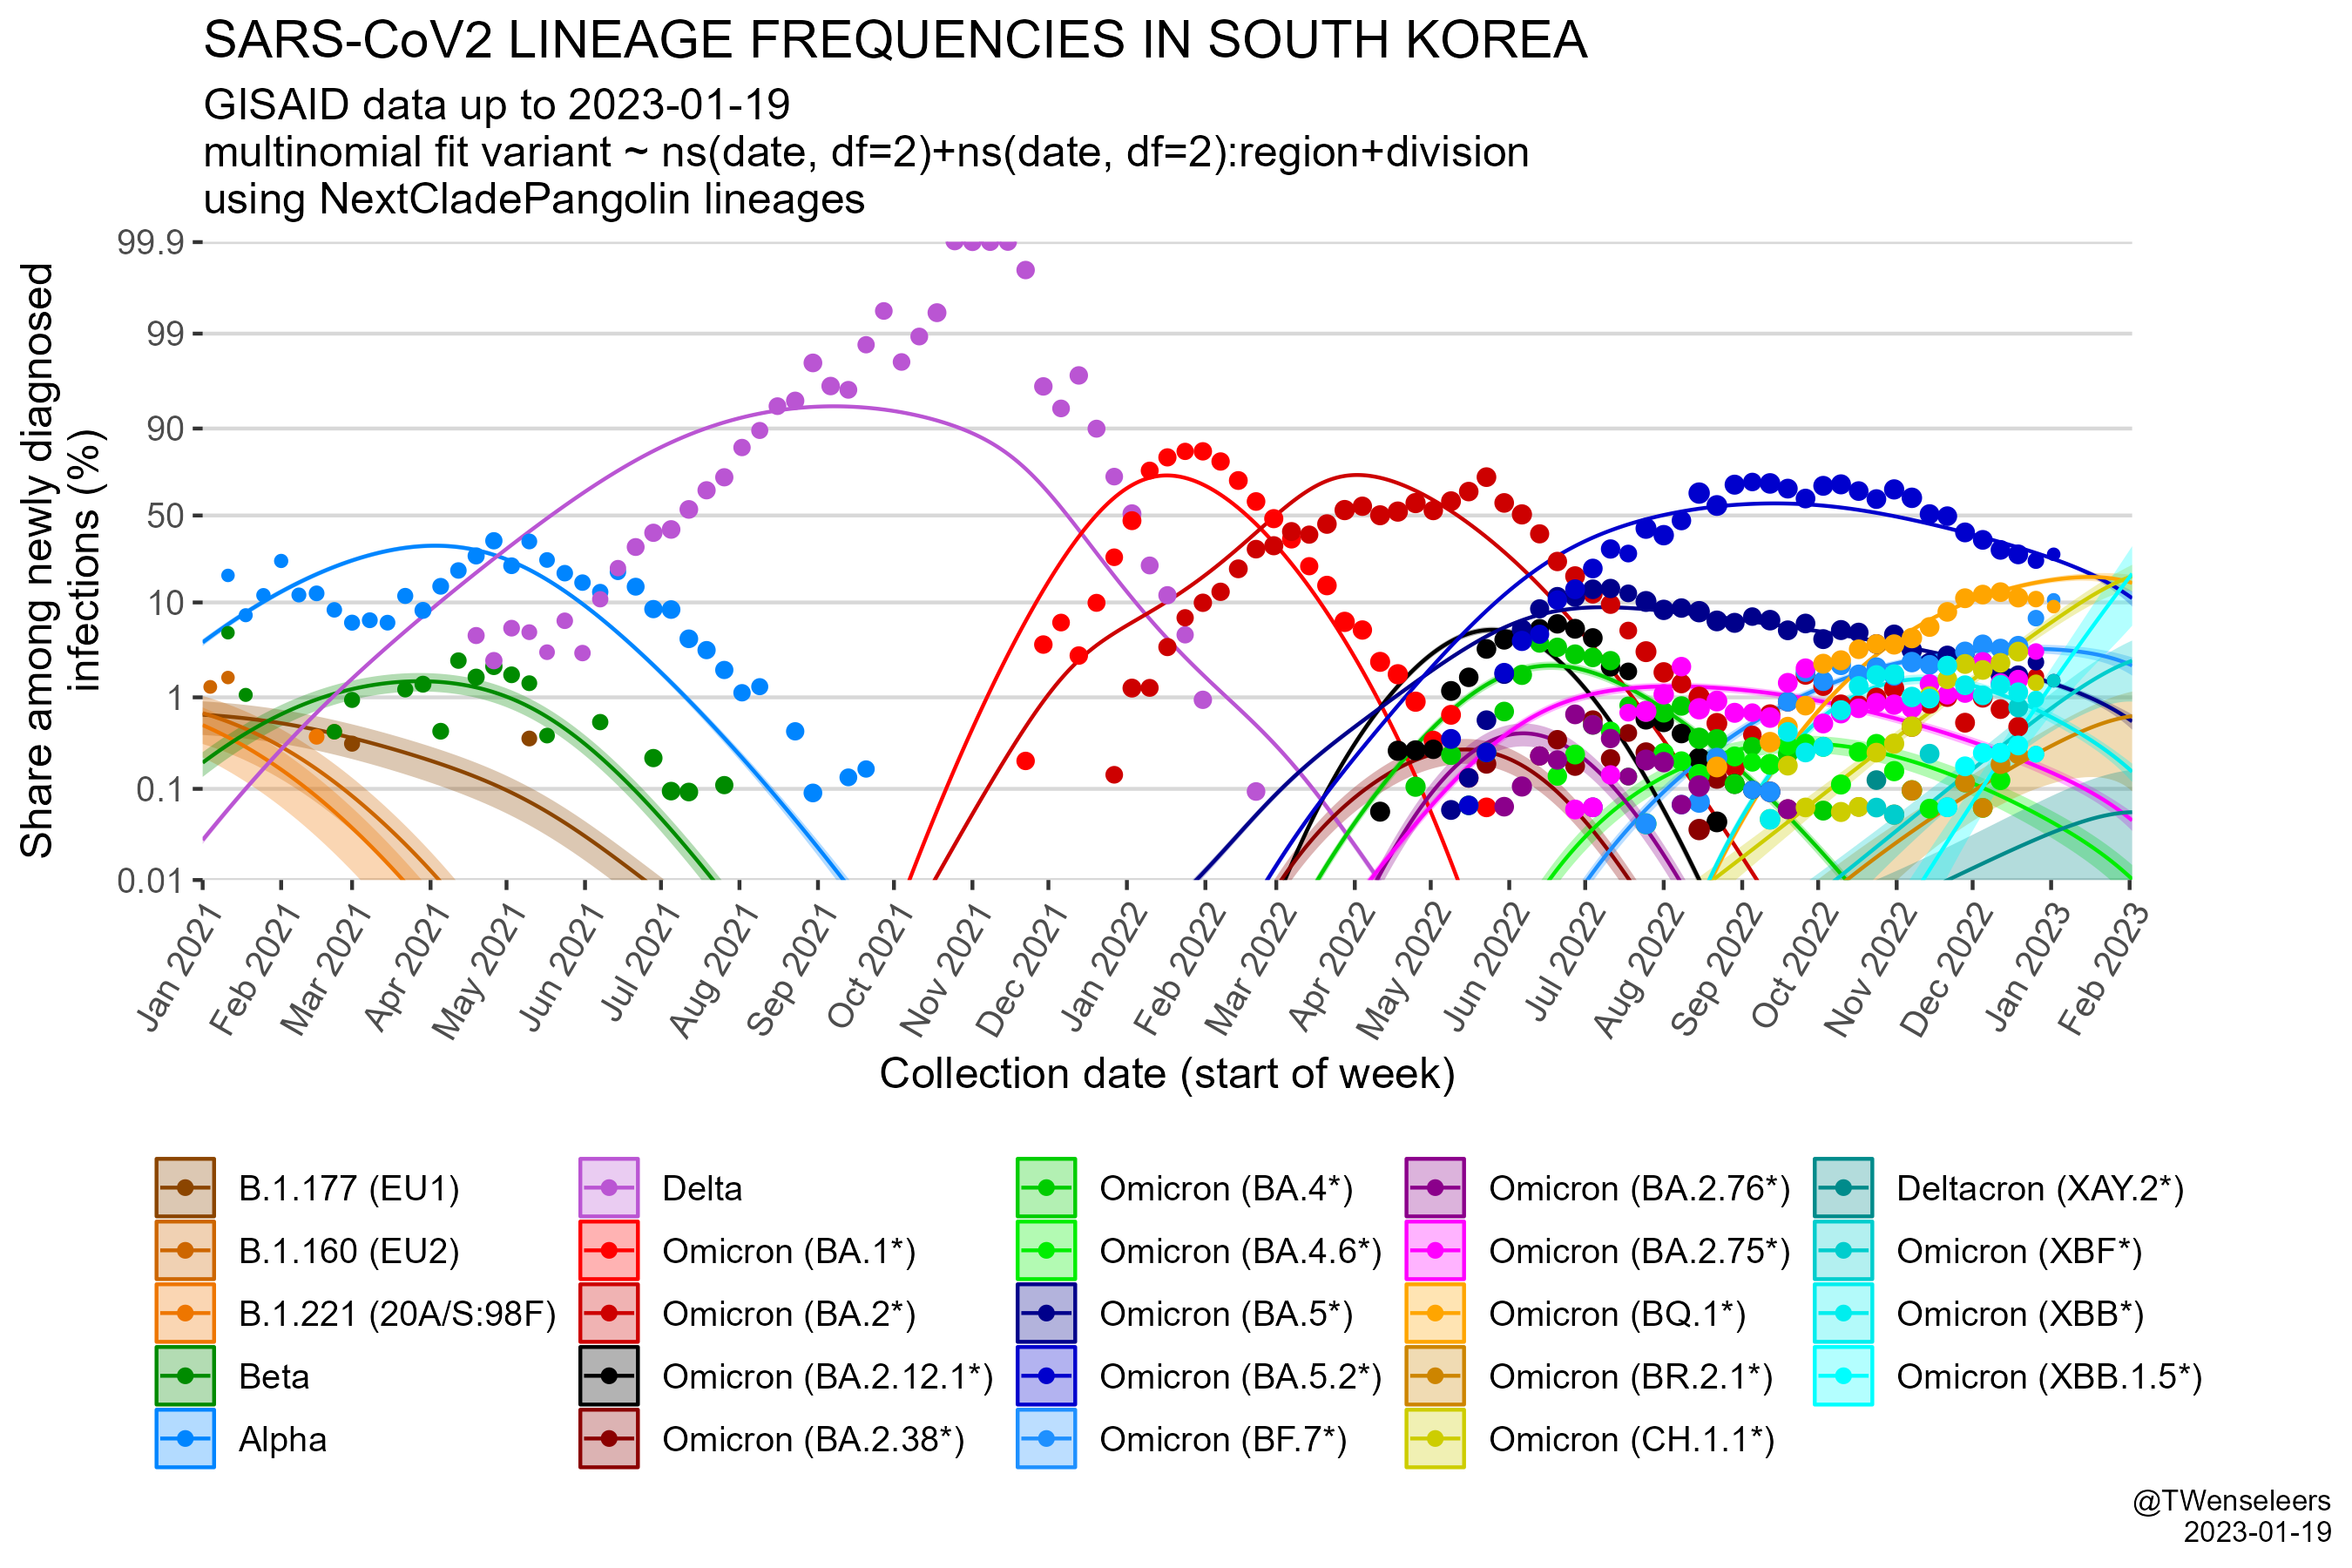 SARS-CoV2 LINEAGE FREQUENCIES IN SOUTH KOREA
GISAID data up to 2023-01-19
multinomial fit variant ~ ns(date, df=2)+ns(date, df=2):region+division
using NextCladePangolin lineages
Share among newly diagnosed
infections (%)
99.9
99
90
50
10
1
0.1
0.01
Jan 2021
Feb 2021
Mar 2021
Apr 2021
May 2021
Jun 2021
Jul 2021
Aug 2021
Sep 2021
Oct 2021
Nov 2021
Dec 2021
Jan 2022
Feb 2022
Mar 2022
Apr 2022
May 2022
Jun 2022
Jul 2022
Aug 2022
Sep 2022
Oct 2022
Nov 2022
Dec 2022
Jan 2023
Feb 2023
Collection date (start of week)
B.1.177 (EU1)
B.1.160 (EU2)
B.1.221 (20A/S:98F)
Beta
Alpha
Delta
Omicron (BA.1*)
Omicron (BA.2*)
Omicron (BA.2.12.1*)
Omicron (BA.2.38*)
Omicron (BA.4*)
Omicron (BA.4.6*)
Omicron (BA.5*)
Omicron (BA.5.2*)
Omicron (BF.7*)
Omicron (BA.2.76*)
Omicron (BA.2.75*)
Omicron (BQ.1*)
Omicron (BR.2.1*)
Omicron (CH.1.1*)
Deltacron (XAY.2*)
Omicron (XBF*)
Omicron (XBB*)
Omicron (XBB.1.5*)
@TWenseleers
2023-01-19